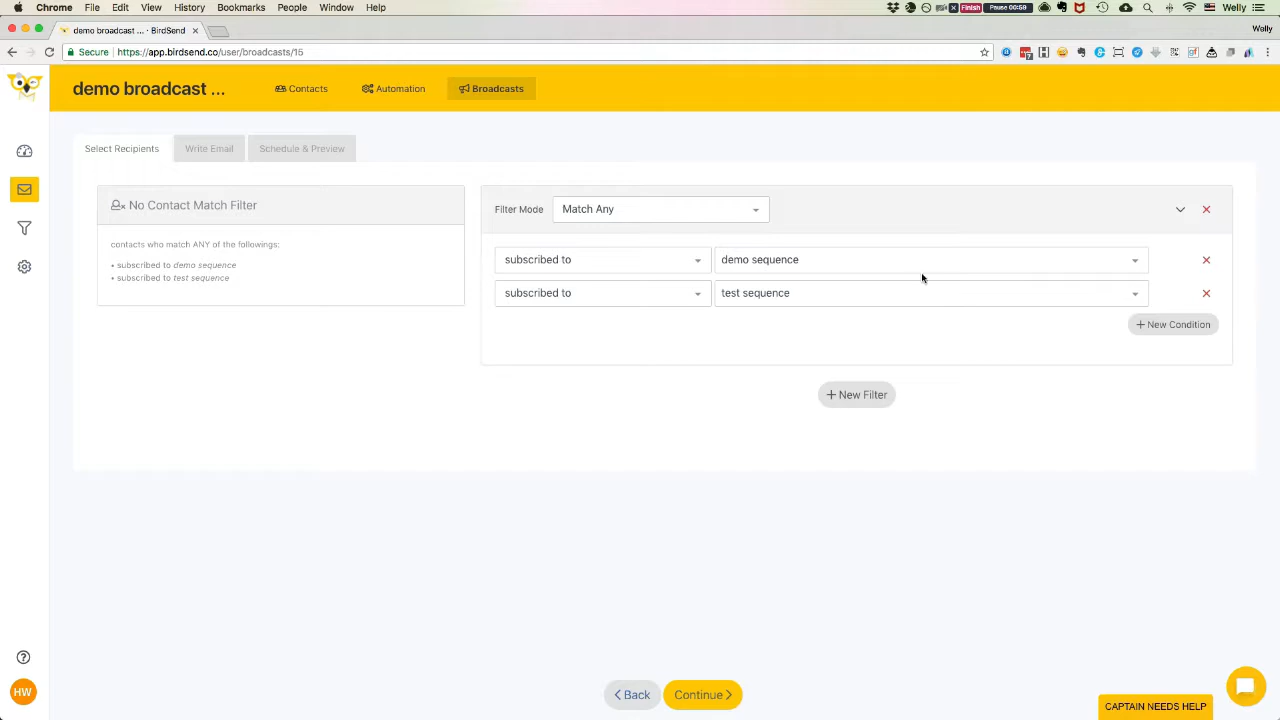 Chrome File Edit View History Bookmarks People Window Help Finish Pause 00:59 Welly
demo broadcast ... · BirdSend Welly
Secure https://app.birdsend.co/user/broadcasts/15
demo broadcast ... Contacts Automation Broadcasts
Select Recipients Write Email Schedule & Preview
No Contact Match Filter
contacts who match ANY of the followings:
• subscribed to demo sequence
• subscribed to test sequence
Filter Mode Match Any
subscribed to demo sequence
subscribed to test sequence
+ New Condition
+ New Filter
Back Continue
HW
CAPTAIN NEEDS HELP